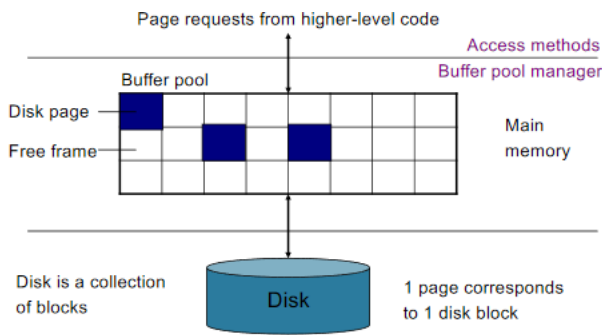 Page requests from higher-level code
Access methods
Buffer pool manager
Buffer pool
Disk page
Free frame
Main
memory
Disk is a collection
of blocks
Disk
1 page corresponds
to 1 disk block